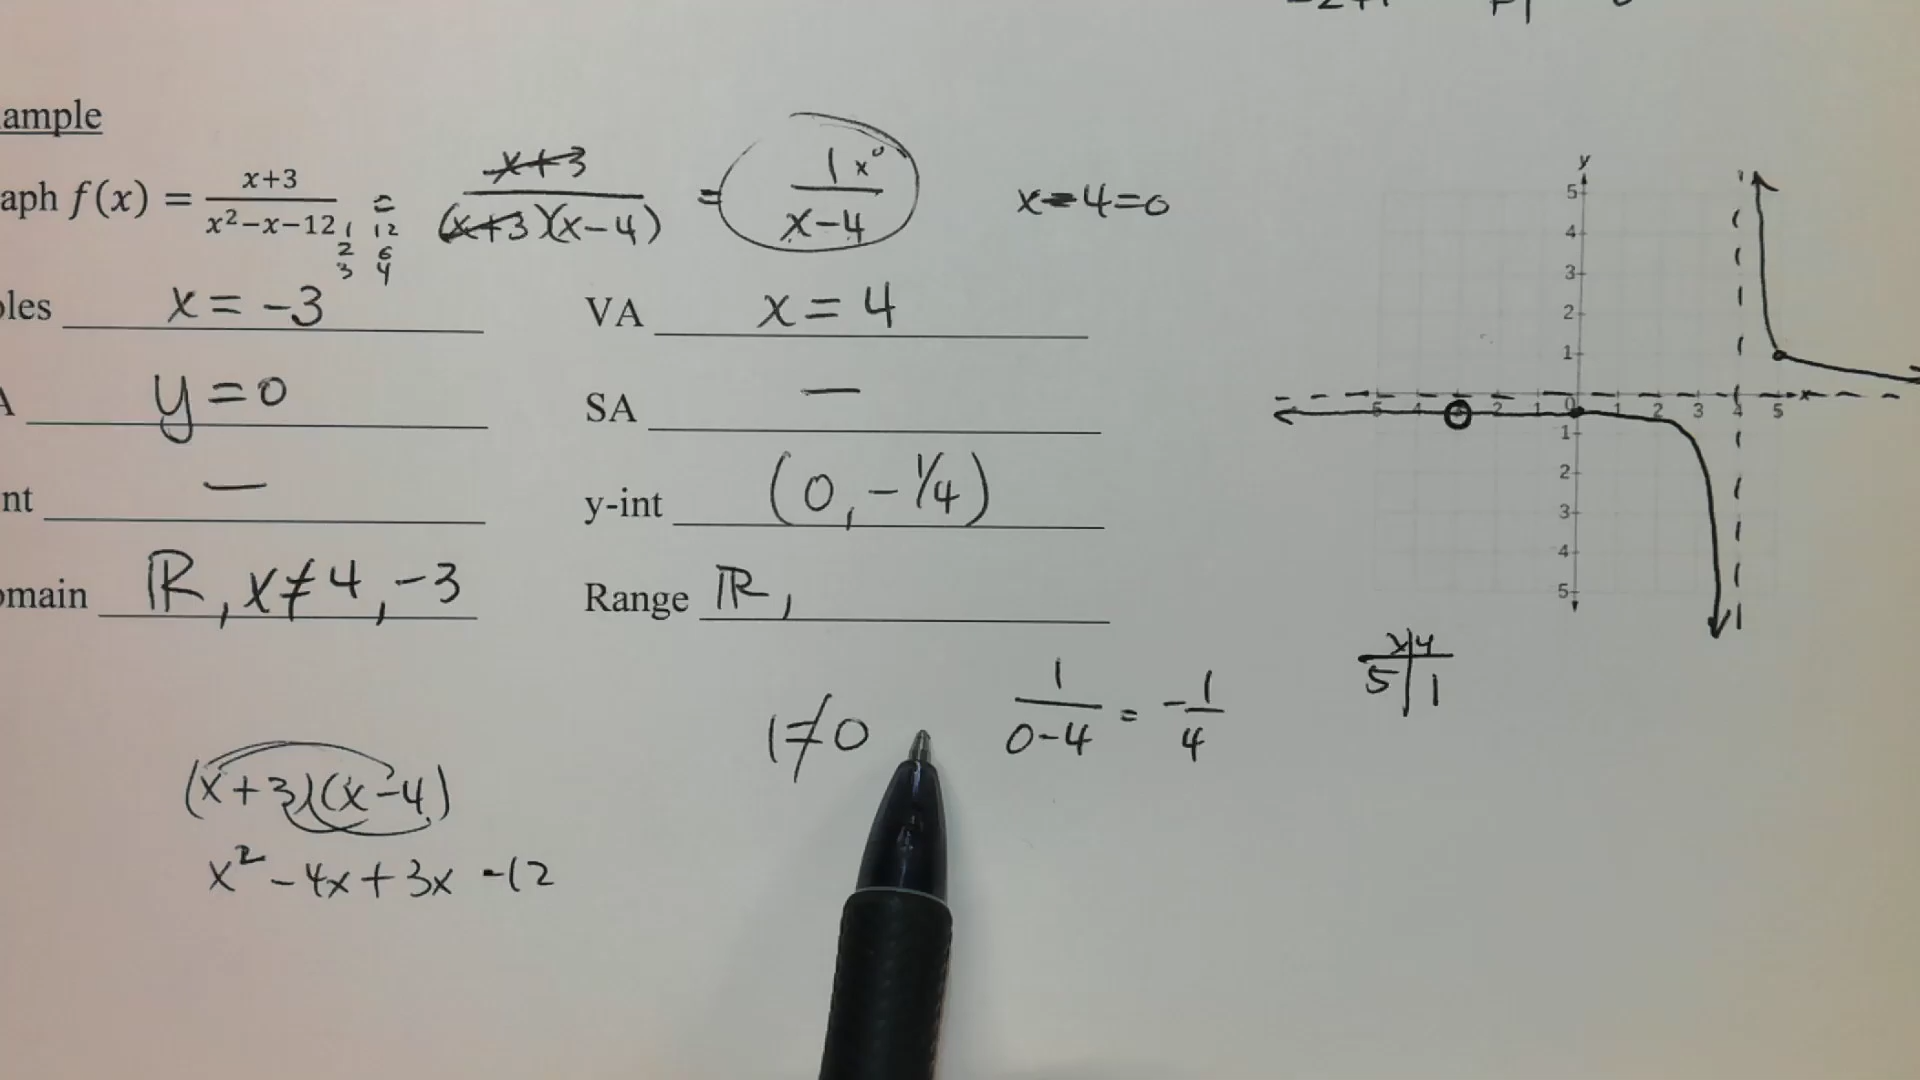 ample
aph f(x) = x+3 / x²−x−12 = x+3 / (x+3)(x−4) = 1x⁰ / x−4
x−4=0
1 12
2 6
3 4
oles x = −3 VA x = 4
A y = 0 SA —
nt — y-int (0, −1/4)
omain ℝ, x≠4, −3 Range ℝ,
1≠0 1 / 0−4 = −1/4
(x+3)(x−4)
x² − 4x + 3x −12
y
5
4
3
2
1
5 4 2 1 0 1 2 3 4 5 x
1
2
3
4
5
x y
5 1